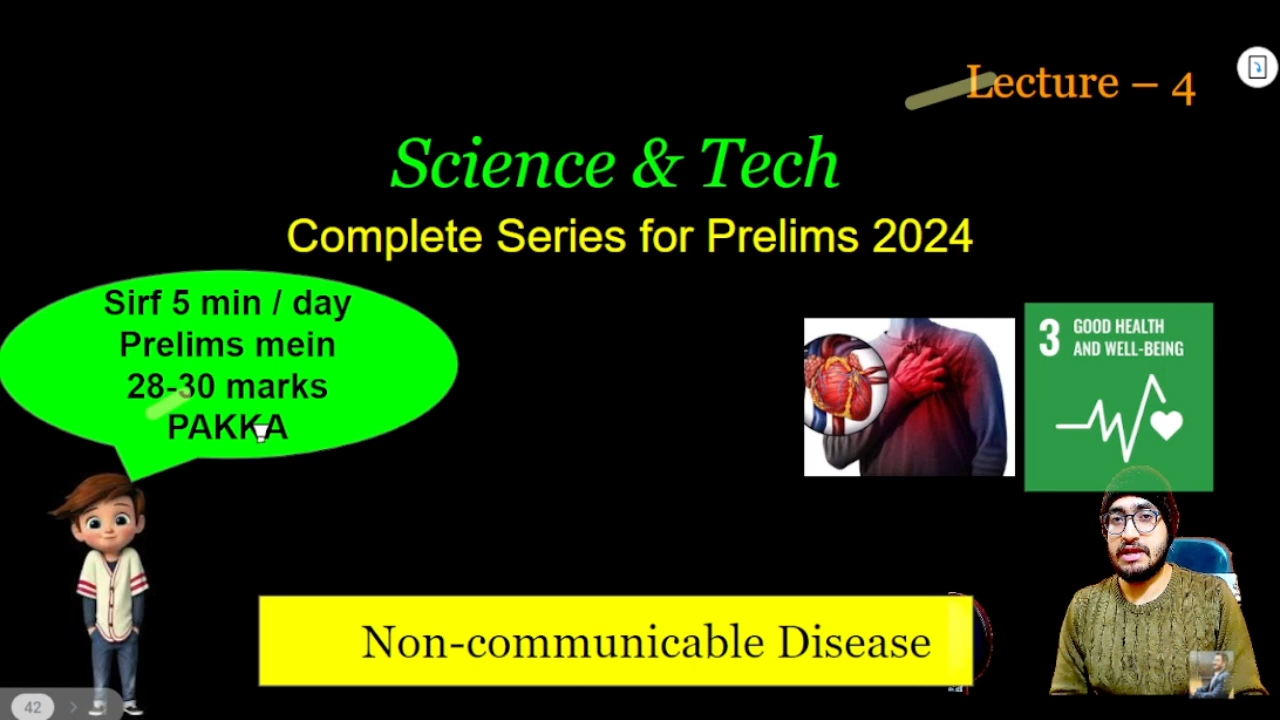 Lecture – 4
Science & Tech
Complete Series for Prelims 2024
Sirf 5 min / day
Prelims mein
28-30 marks
PAKKA
3 GOOD HEALTH
AND WELL-BEING
Non-communicable Disease
42